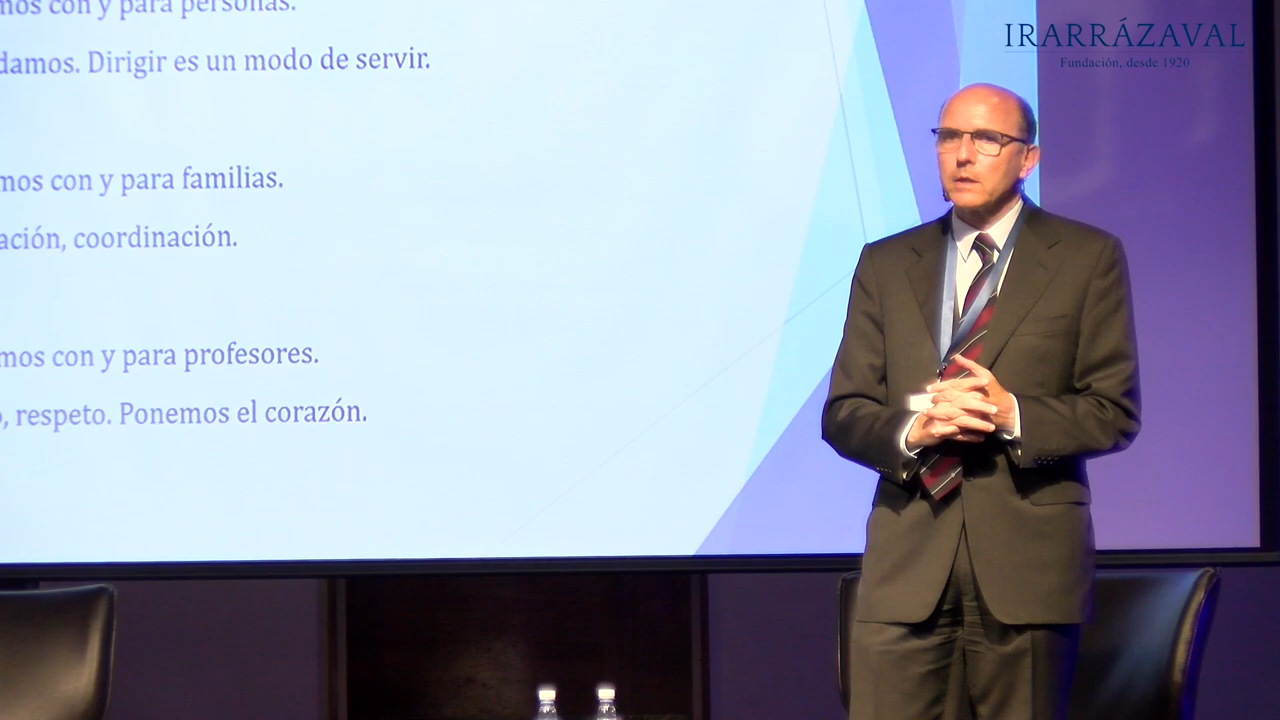 mos con y para personas.
damos. Dirigir es un modo de servir.
mos con y para familias.
ación, coordinación.
mos con y para profesores.
, respeto. Ponemos el corazón.
IRARRÁZAVAL
Fundación, desde 1920